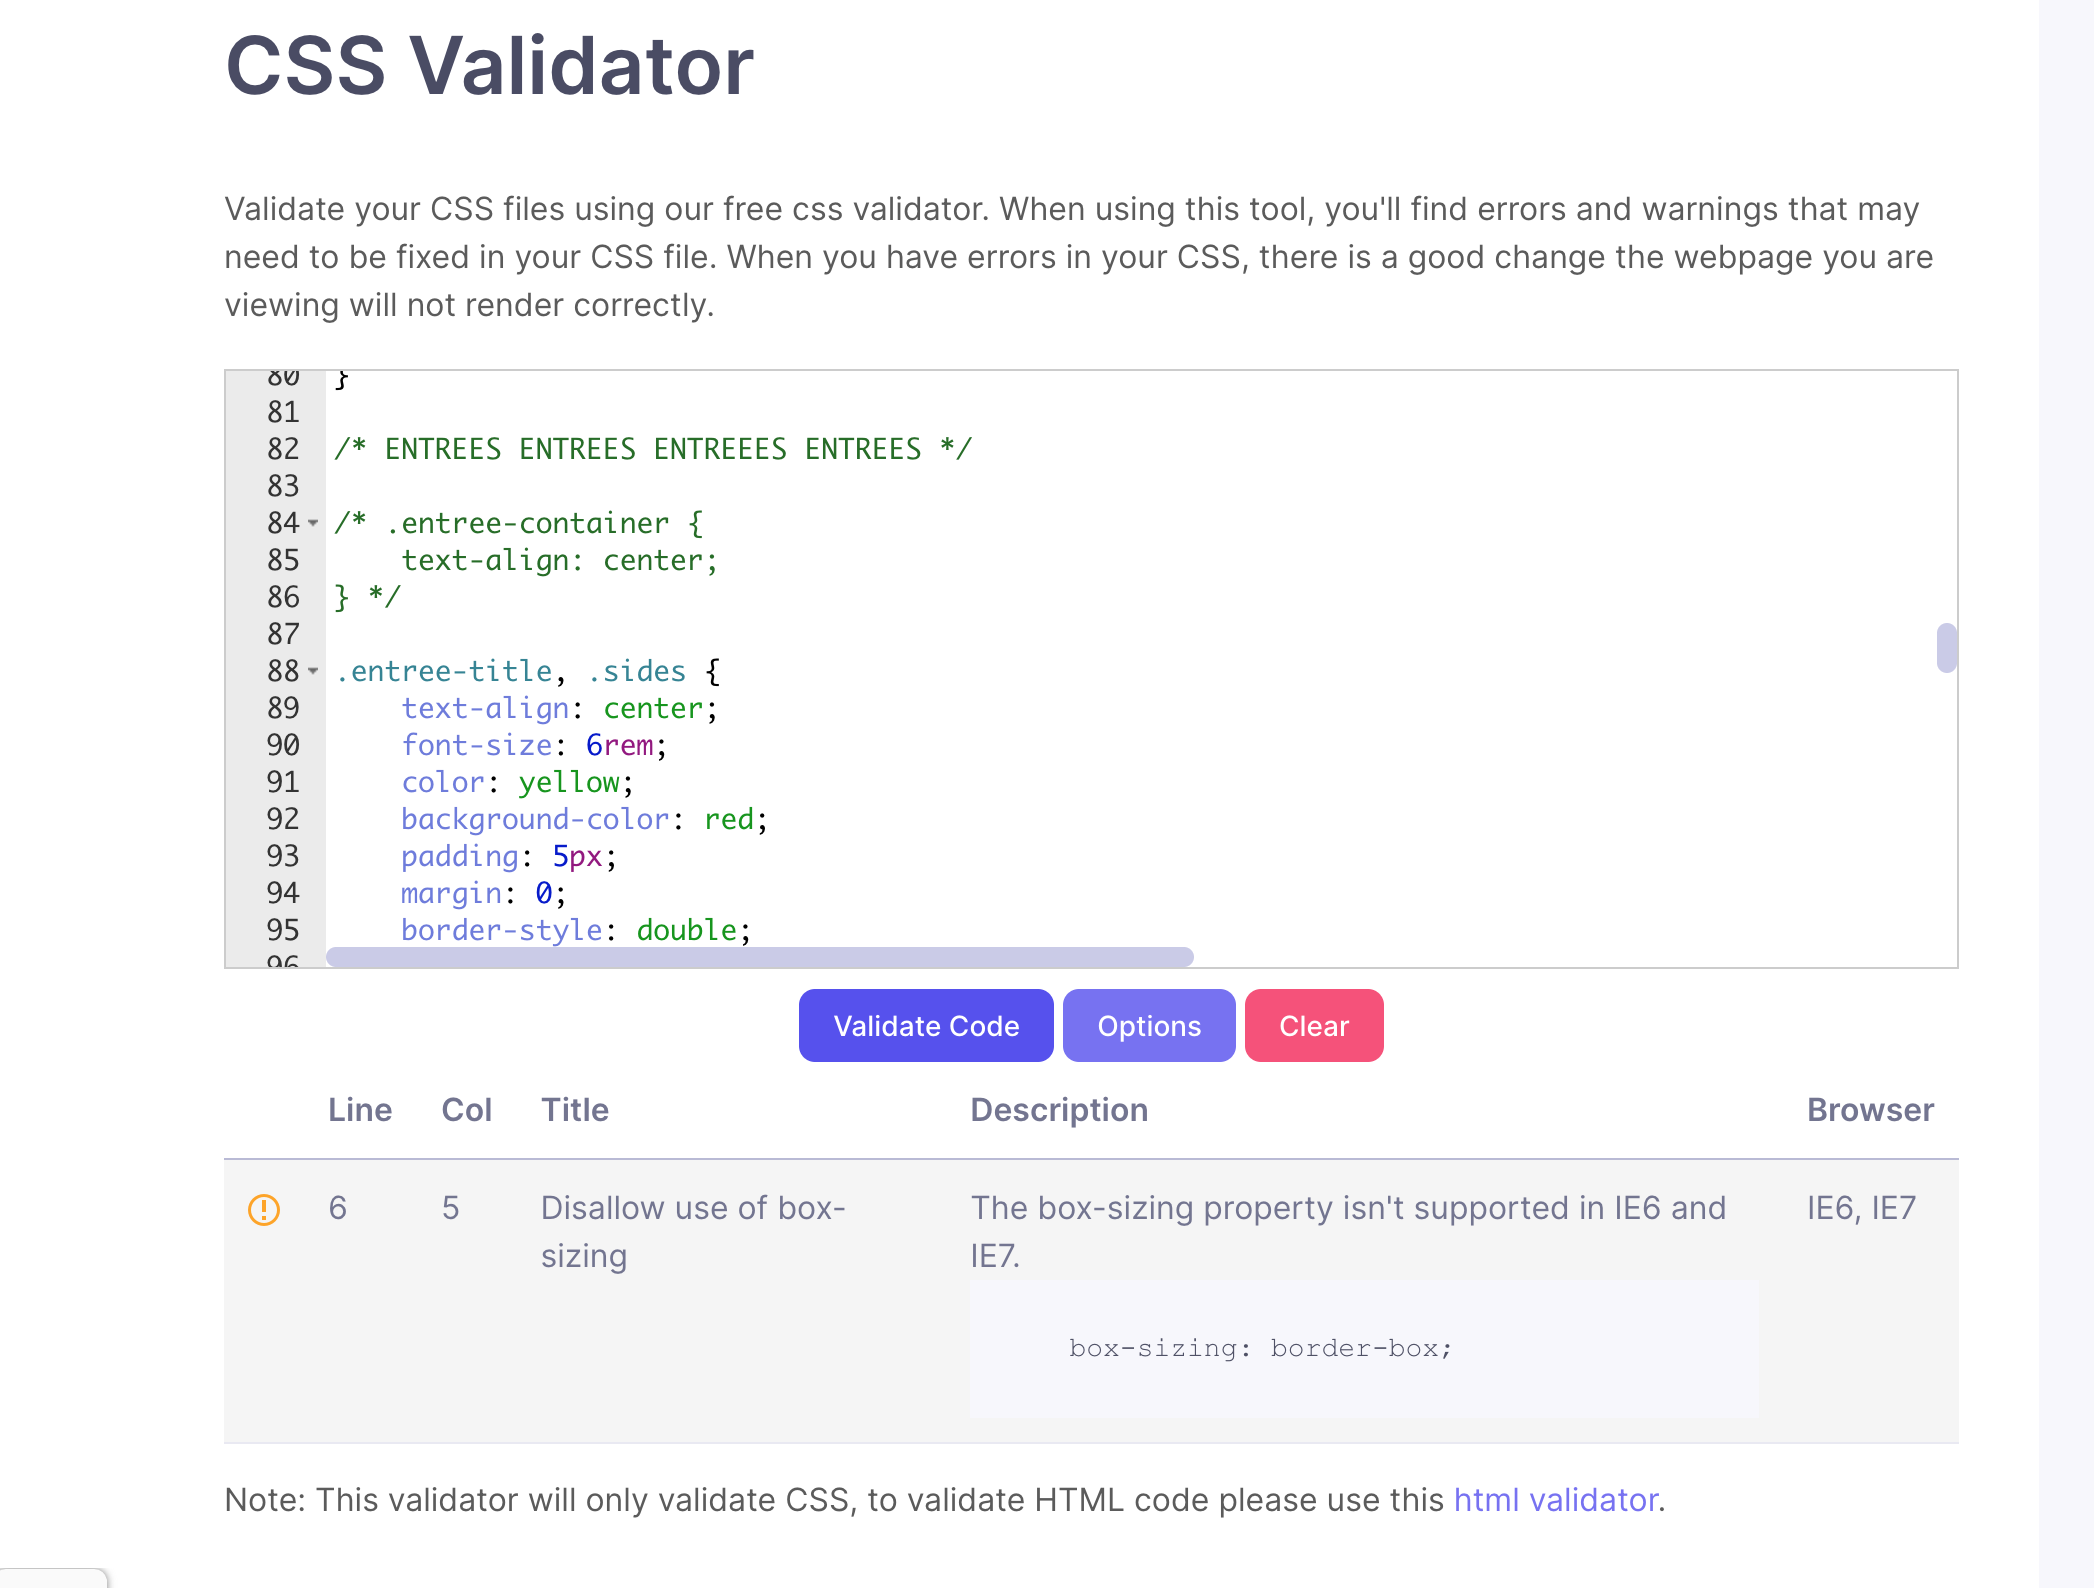 CSS Validator
Validate your CSS files using our free css validator. When using this tool, you'll find errors and warnings that may
need to be fixed in your CSS file. When you have errors in your CSS, there is a good change the webpage you are
viewing will not render correctly.
80 }
81
82 /* ENTREES ENTREES ENTREEES ENTREES */
83
84 /* .entree-container {
85     text-align: center;
86 } */
87
88 .entree-title, .sides {
89     text-align: center;
90     font-size: 6rem;
91     color: yellow;
92     background-color: red;
93     padding: 5px;
94     margin: 0;
95     border-style: double;
96
Validate Code Options Clear
Line Col Title Description Browser
6 5 Disallow use of box- The box-sizing property isn't supported in IE6 and IE6, IE7
sizing IE7.
box-sizing: border-box;
Note: This validator will only validate CSS, to validate HTML code please use this html validator.